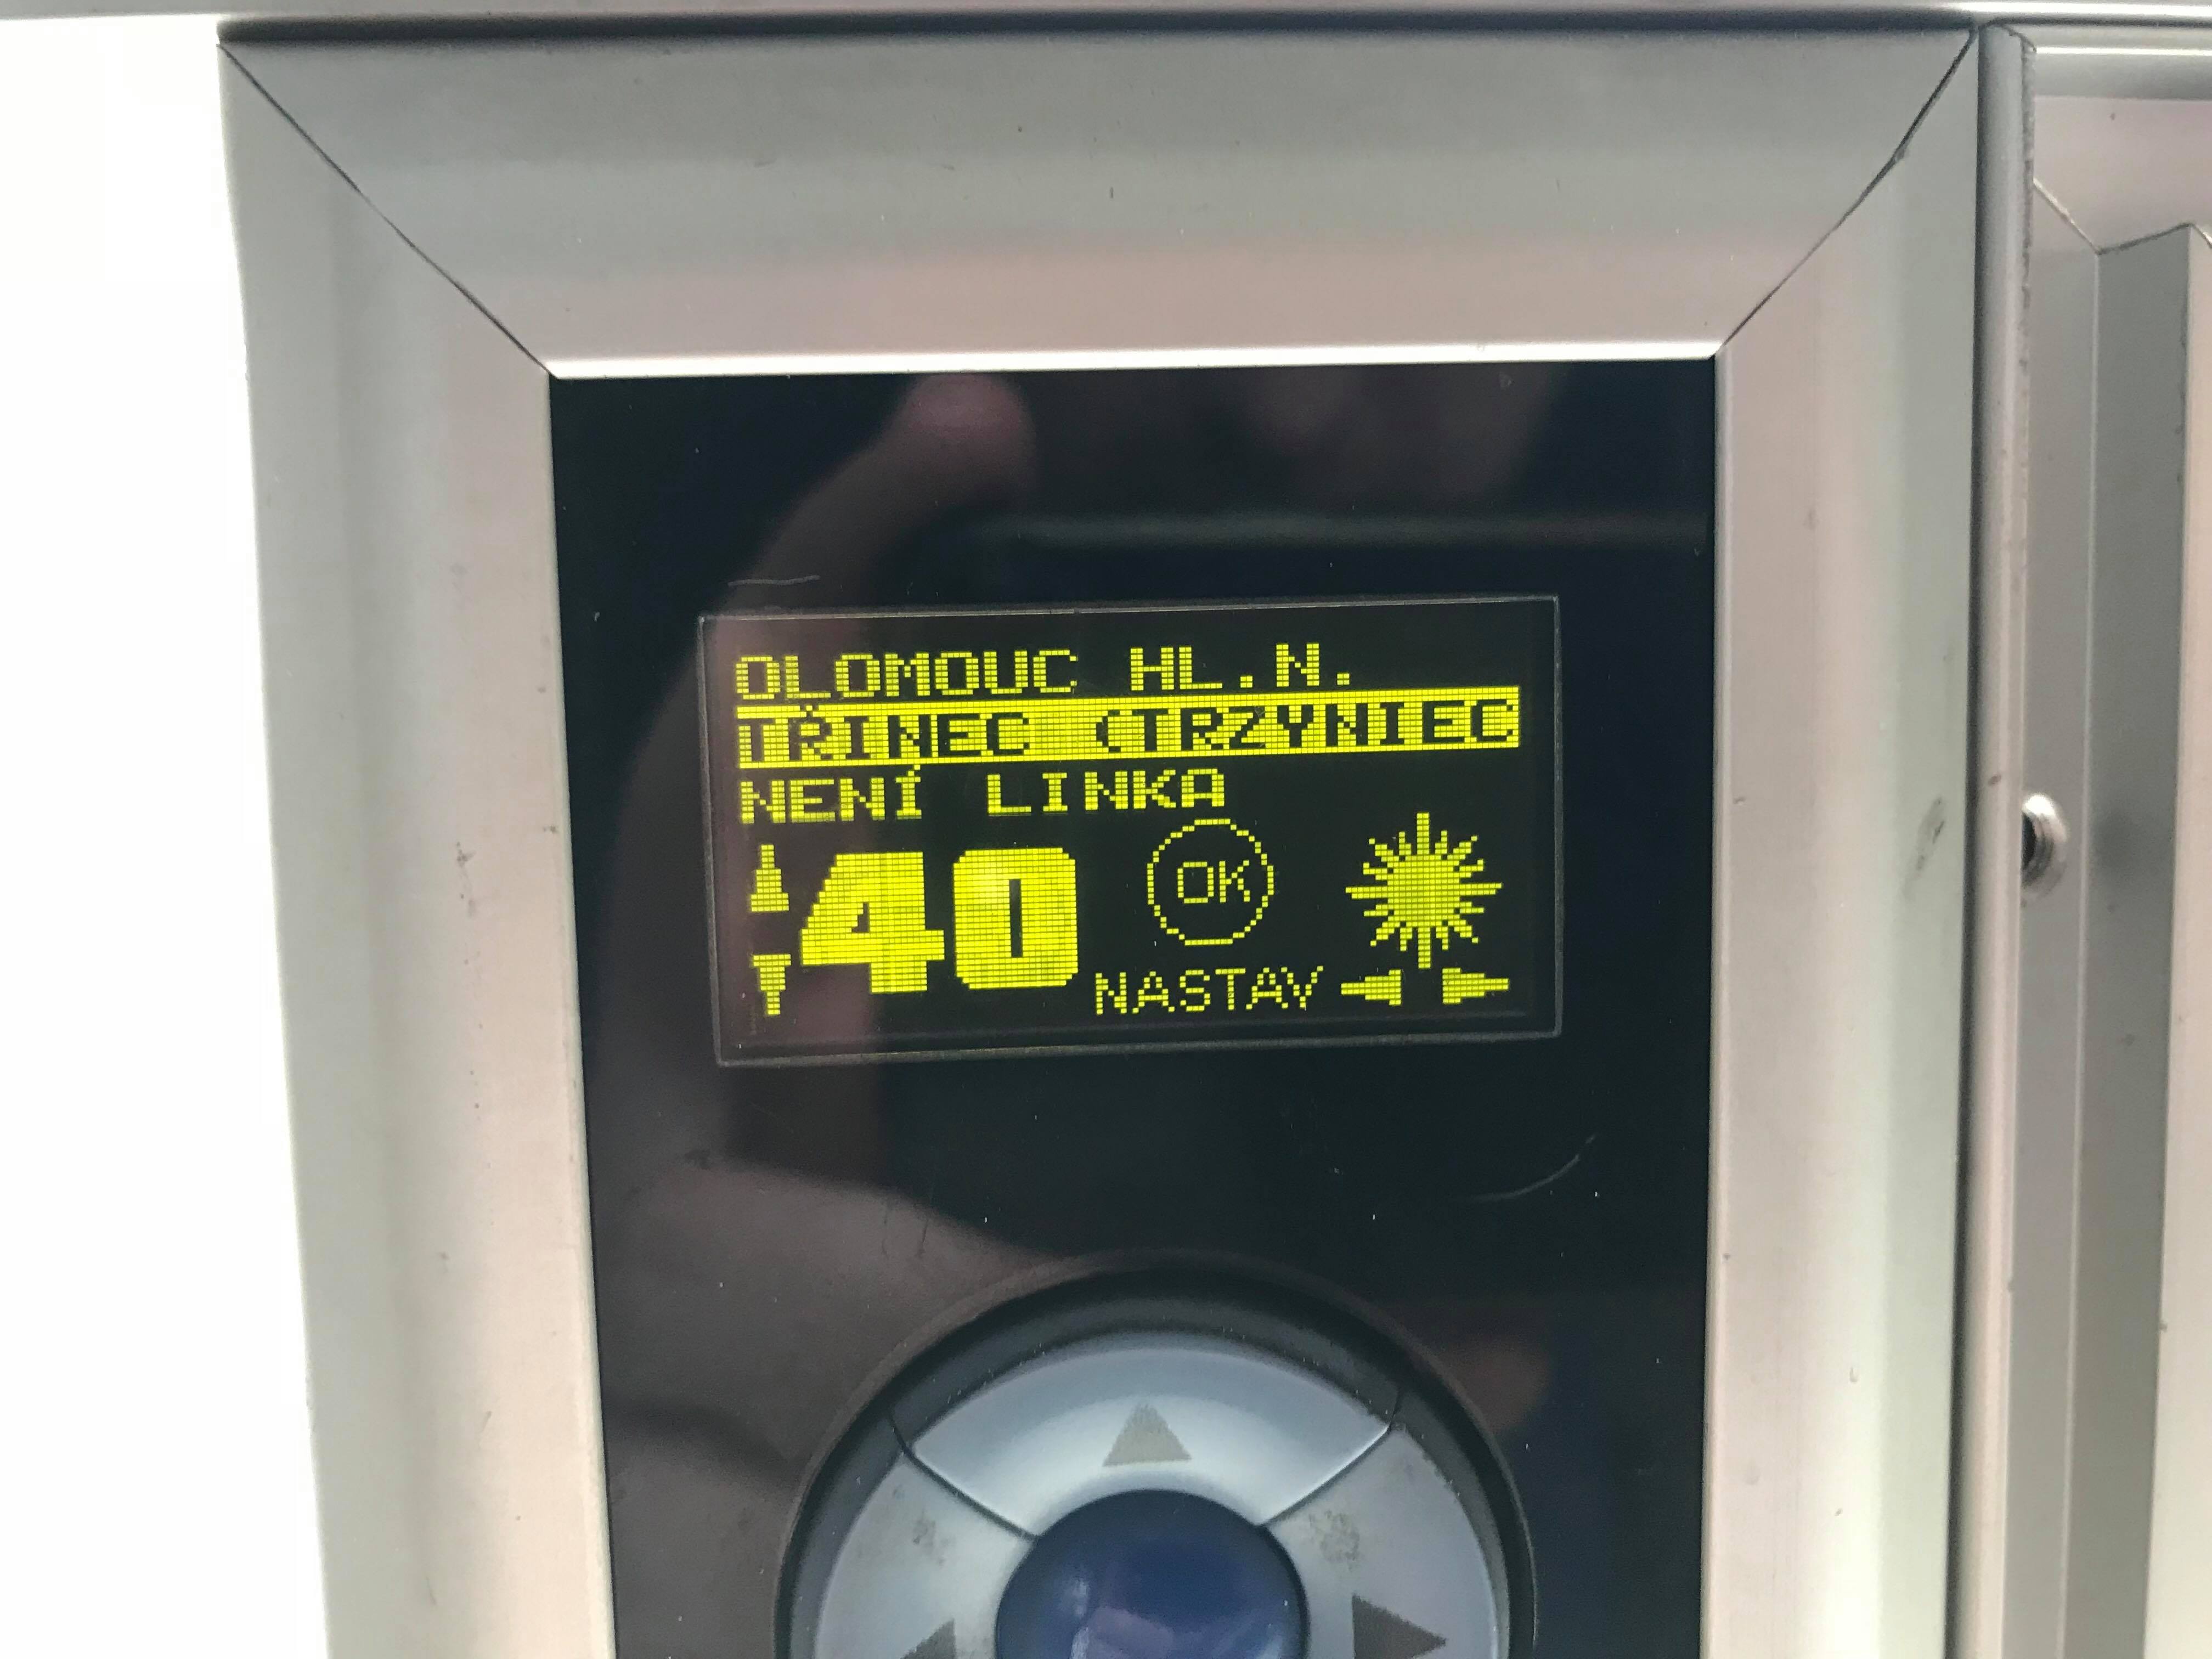 OLOMOUC HL.N.
TŘINEC (TRZYNIEC
NENÍ LINKA
40 OK
NASTAV